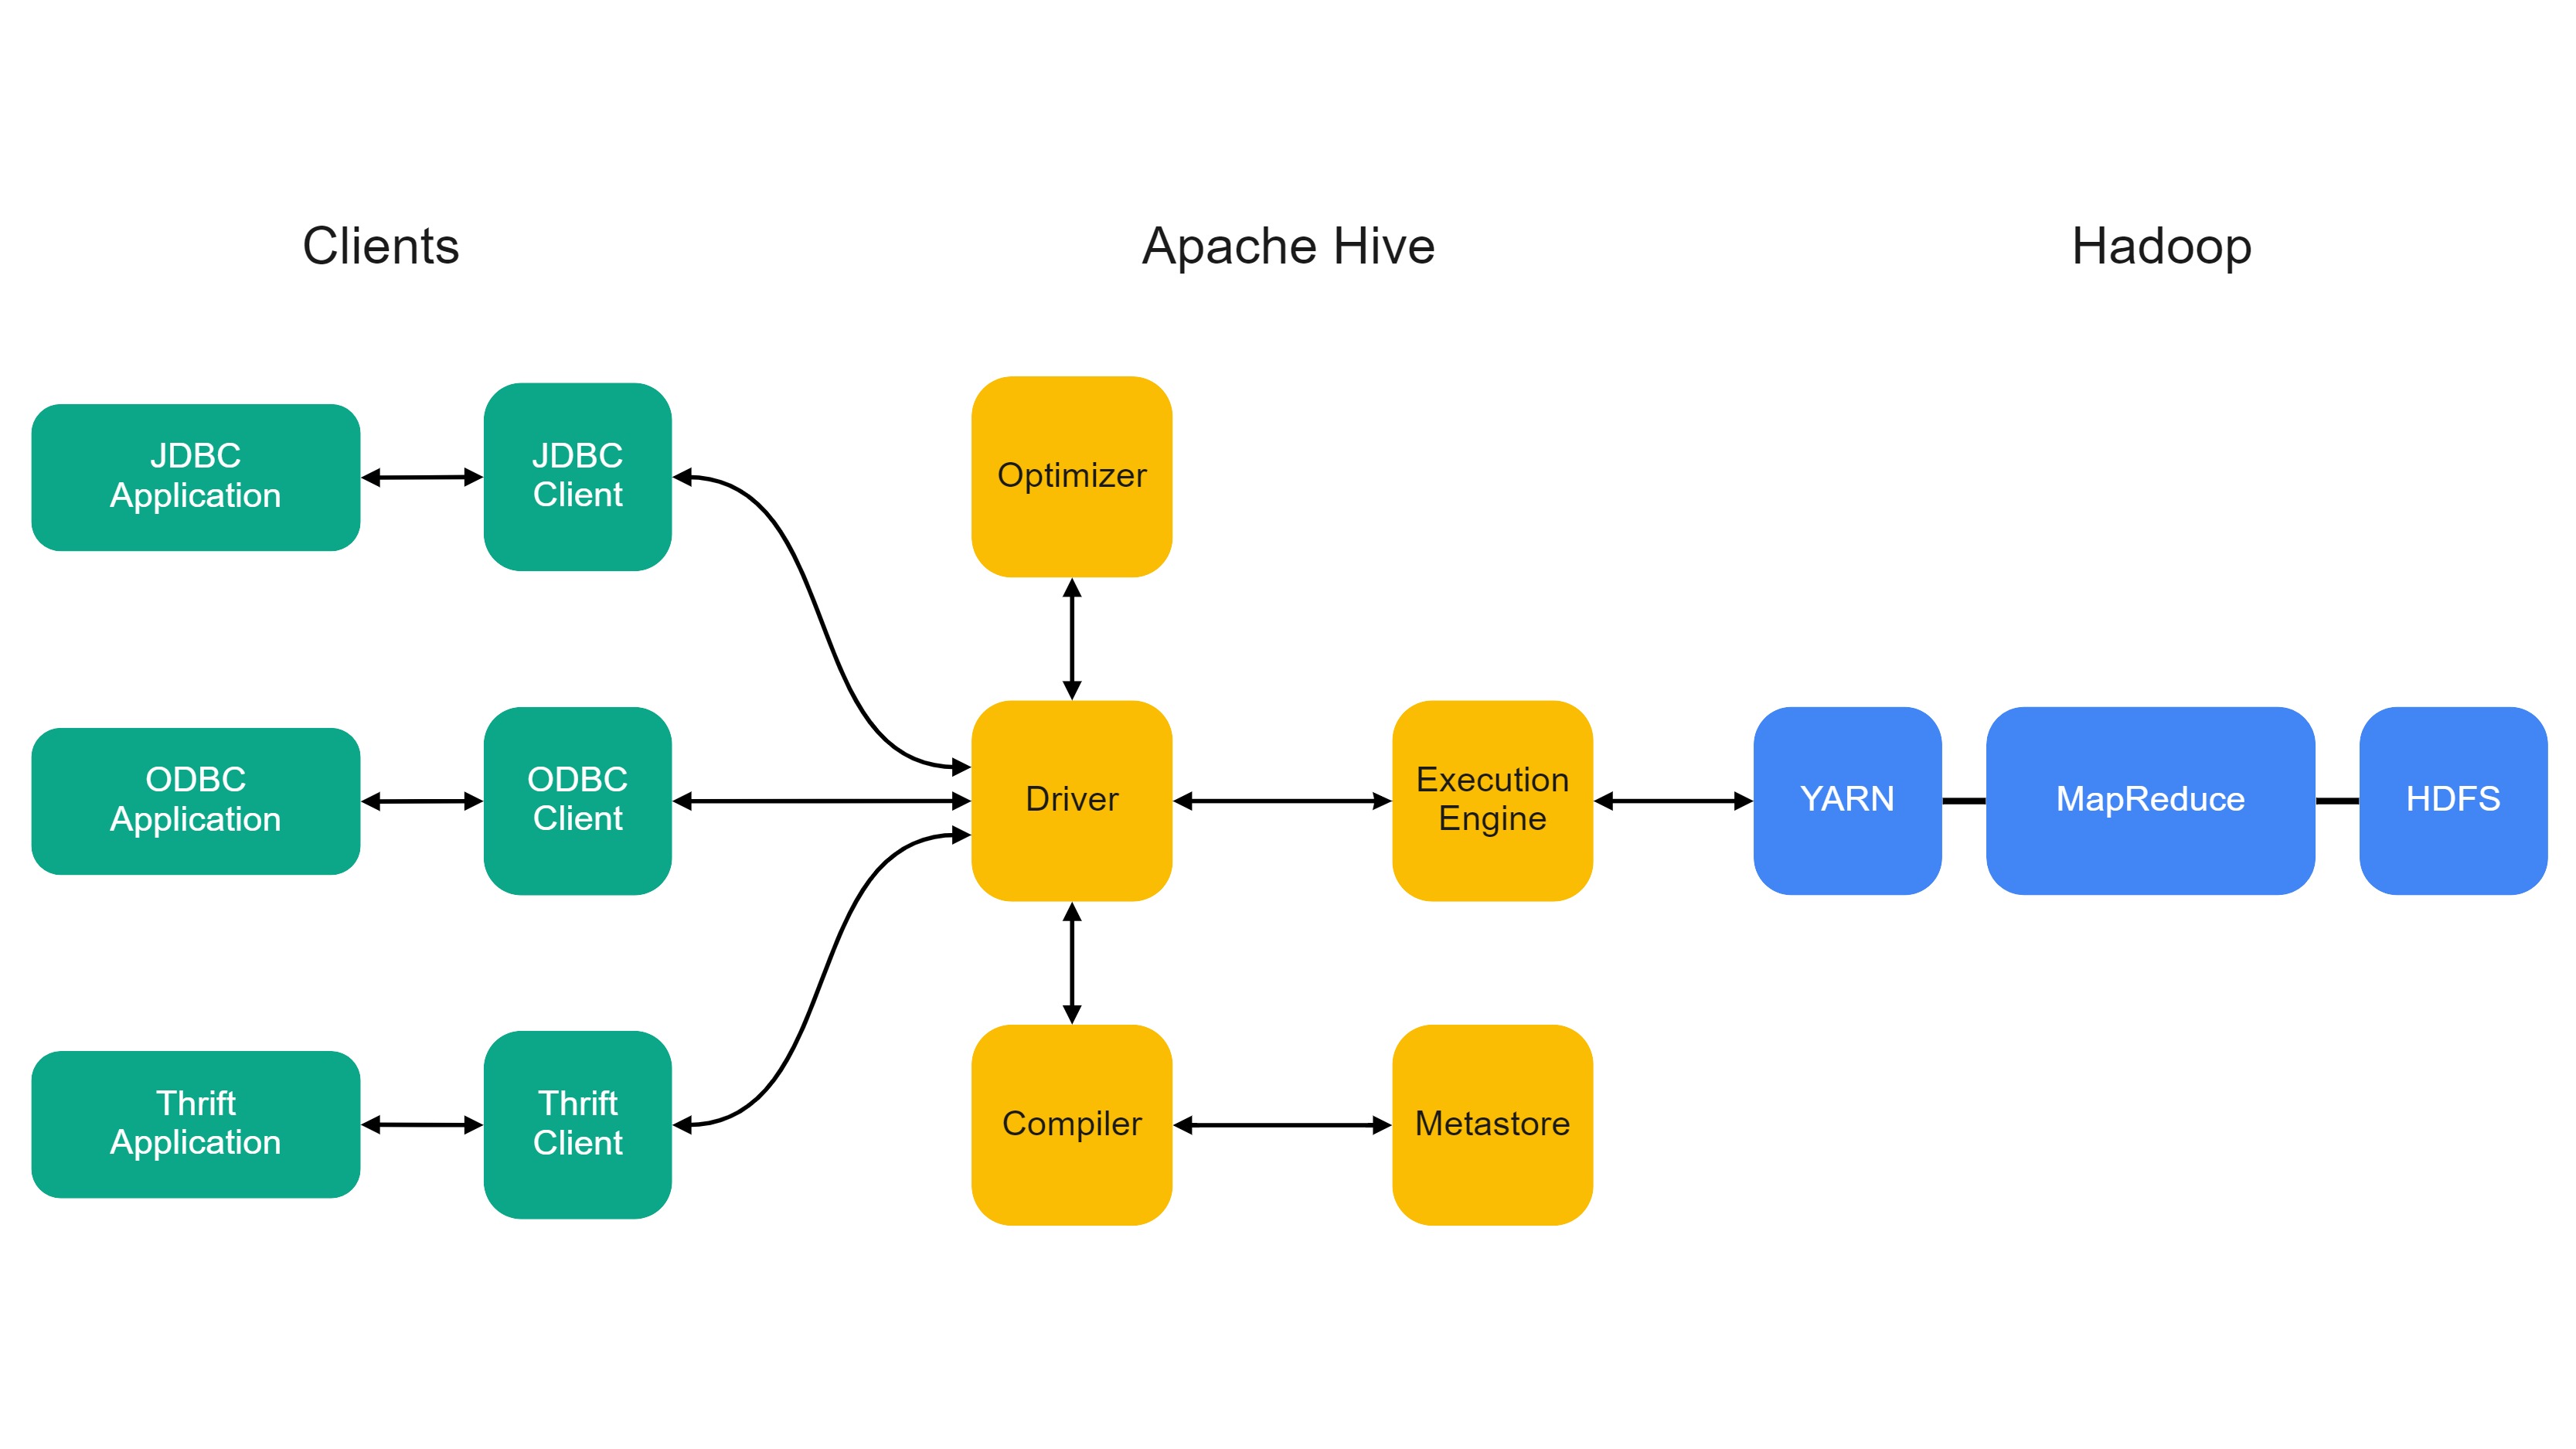 Clients
Apache Hive
Hadoop
JDBC
Application
JDBC
Client
Optimizer
ODBC
Application
ODBC
Client
Driver
Execution
Engine
YARN
MapReduce
HDFS
Thrift
Application
Thrift
Client
Compiler
Metastore